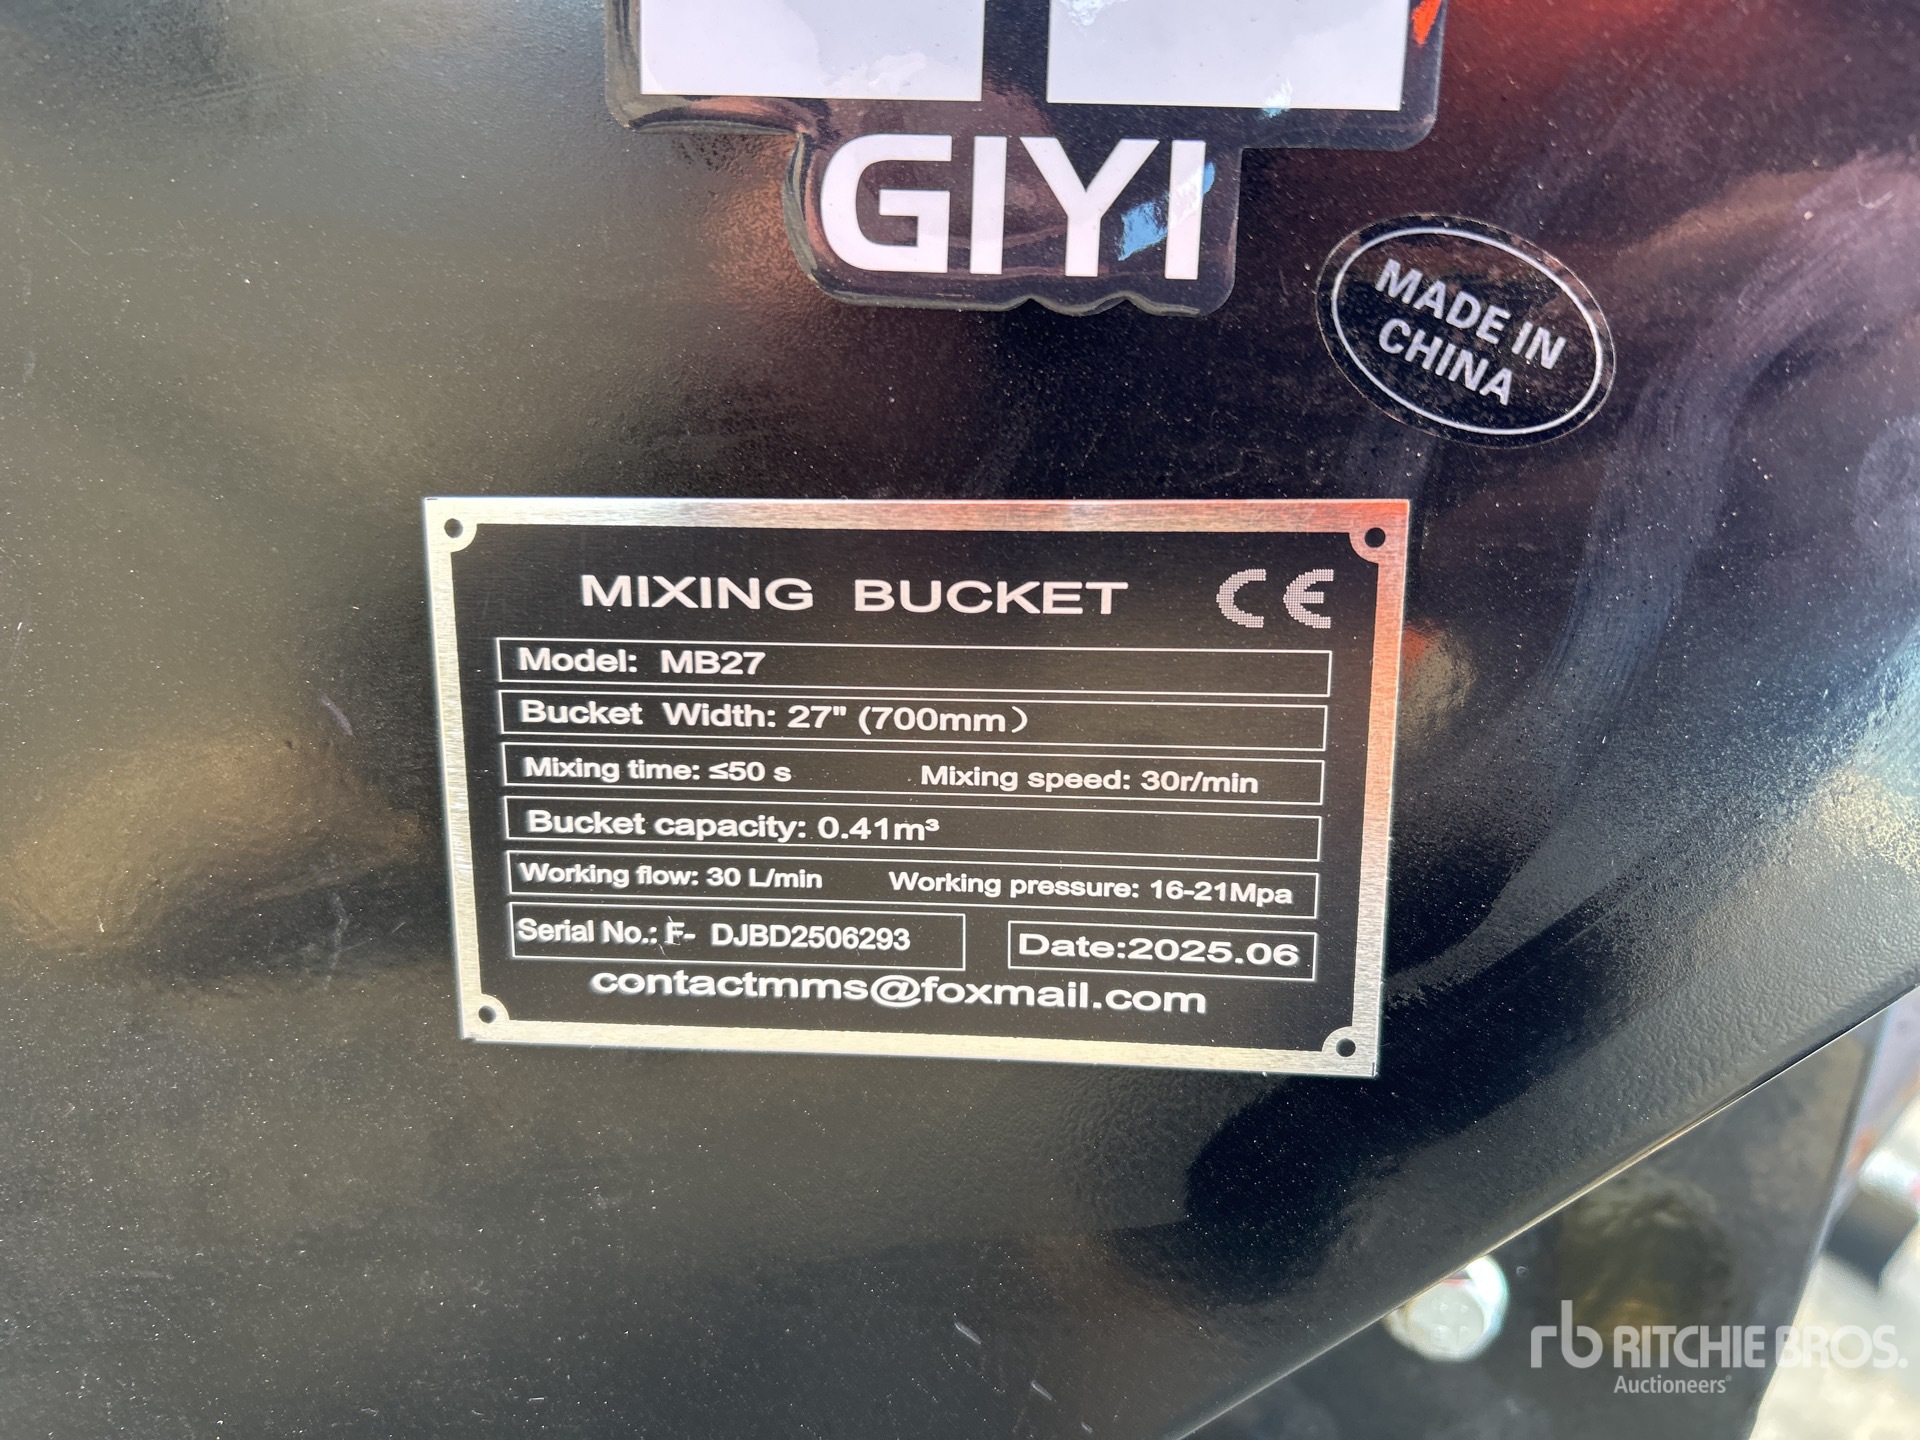 GIYI
MADE IN
CHINA
MIXING BUCKET CE
Model: MB27
Bucket Width: 27" (700mm）
Mixing time: ≤50 s Mixing speed: 30r/min
Bucket capacity: 0.41m³
Working flow: 30 L/min Working pressure: 16-21Mpa
Serial No.: F- DJBD2506293 Date:2025.06
contactmms@foxmail.com
rb RITCHIE BROS.
Auctioneers®